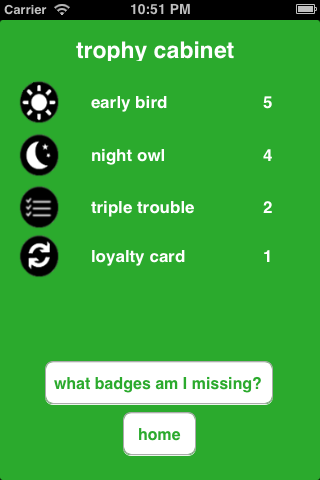 Carrier 10:51 PM
trophy cabinet
early bird 5
night owl 4
triple trouble 2
loyalty card 1
what badges am I missing?
home